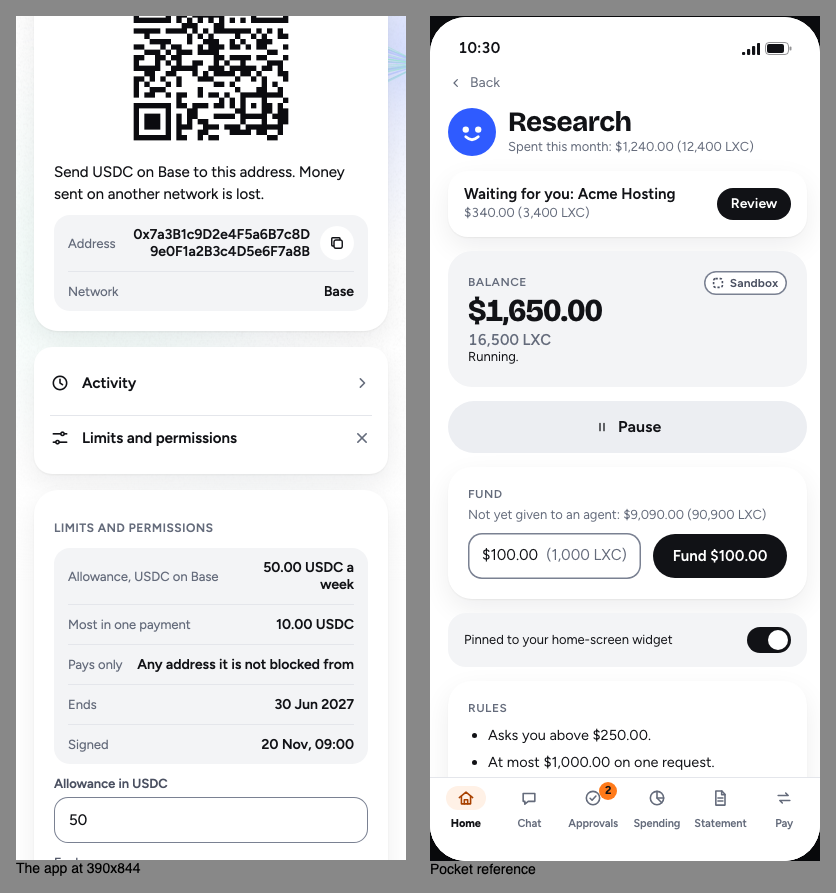 Send USDC on Base to this address. Money
sent on another network is lost.
Address
0x7a3B1c9D2e4F5a6B7c8D
9e0F1a2B3c4D5e6F7a8B
Network
Base
Activity
Limits and permissions
LIMITS AND PERMISSIONS
Allowance, USDC on Base
50.00 USDC a
week
Most in one payment
10.00 USDC
Pays only
Any address it is not blocked from
Ends
30 Jun 2027
Signed
20 Nov, 09:00
Allowance in USDC
50
The app at 390x844
10:30
Back
Research
Spent this month: $1,240.00 (12,400 LXC)
Waiting for you: Acme Hosting
$340.00 (3,400 LXC)
Review
BALANCE
Sandbox
$1,650.00
16,500 LXC
Running.
Pause
FUND
Not yet given to an agent: $9,090.00 (90,900 LXC)
$100.00 (1,000 LXC)
Fund $100.00
Pinned to your home-screen widget
RULES
Asks you above $250.00.
At most $1,000.00 on one request.
2
Home
Chat
Approvals
Spending
Statement
Pay
Pocket reference